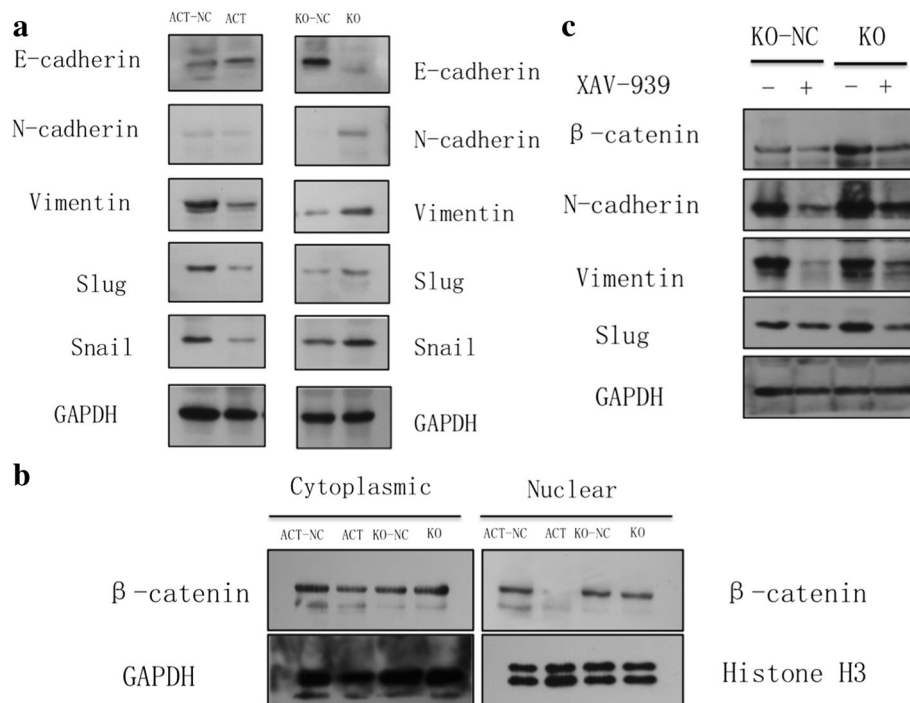 a
ACT-NC ACT KO-NC KO
E-cadherin E-cadherin
N-cadherin N-cadherin
Vimentin Vimentin
Slug Slug
Snail Snail
GAPDH GAPDH
c
KO-NC KO
XAV-939 - + - +
β-catenin
N-cadherin
Vimentin
Slug
GAPDH
b
Cytoplasmic Nuclear
ACT-NC ACT KO-NC KO ACT-NC ACT KO-NC KO
β-catenin β-catenin
GAPDH Histone H3